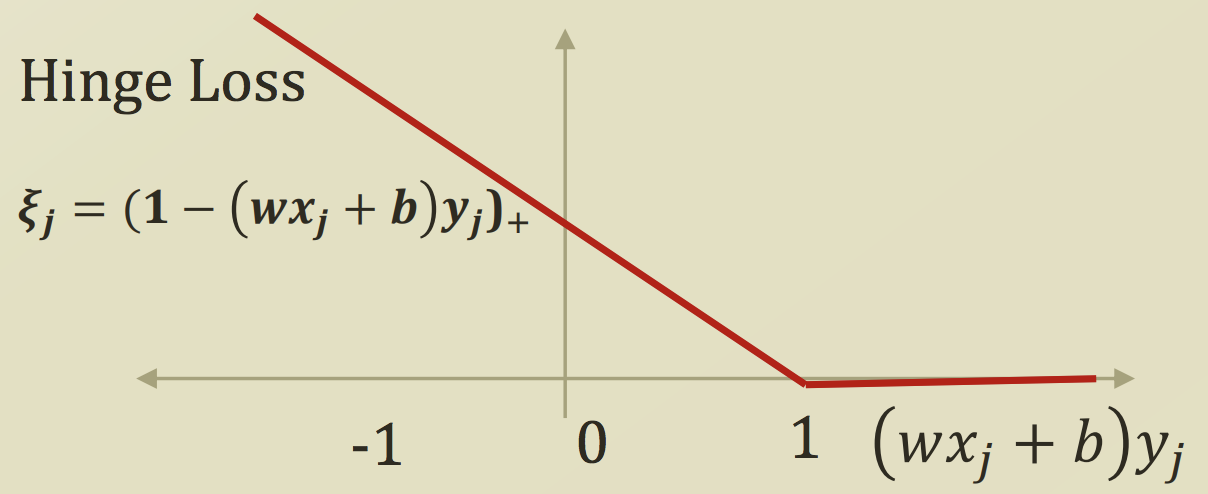 Hinge Loss
ξⱼ = (1 − (wxⱼ + b)yⱼ)₊
-1 0 1 (wxⱼ + b)yⱼ